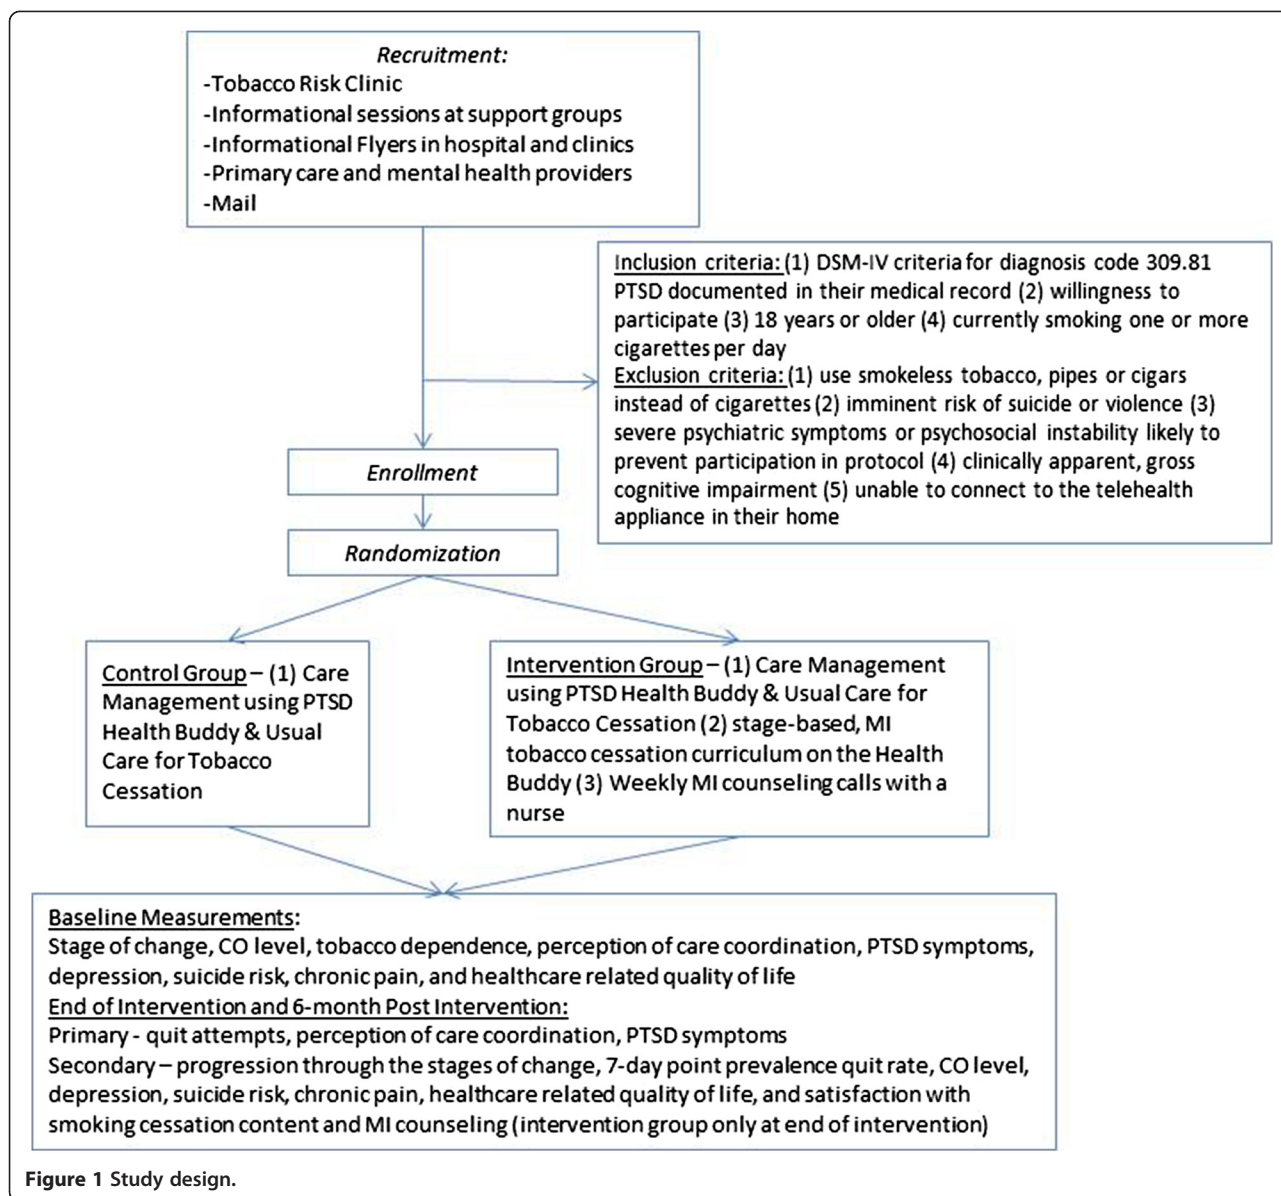 Recruitment:
-Tobacco Risk Clinic
-Informational sessions at support groups
-Informational Flyers in hospital and clinics
-Primary care and mental health providers
-Mail
Inclusion criteria: (1) DSM-IV criteria for diagnosis code 309.81
PTSD documented in their medical record (2) willingness to
participate (3) 18 years or older (4) currently smoking one or more
cigarettes per day
Exclusion criteria: (1) use smokeless tobacco, pipes or cigars
instead of cigarettes (2) imminent risk of suicide or violence (3)
severe psychiatric symptoms or psychosocial instability likely to
prevent participation in protocol (4) clinically apparent, gross
cognitive impairment (5) unable to connect to the telehealth
appliance in their home
Enrollment
Randomization
Control Group – (1) Care
Management using PTSD
Health Buddy & Usual
Care for Tobacco
Cessation
Intervention Group – (1) Care Management
using PTSD Health Buddy & Usual Care for
Tobacco Cessation (2) stage-based, MI
tobacco cessation curriculum on the Health
Buddy (3) Weekly MI counseling calls with a
nurse
Baseline Measurements:
Stage of change, CO level, tobacco dependence, perception of care coordination, PTSD symptoms,
depression, suicide risk, chronic pain, and healthcare related quality of life
End of Intervention and 6-month Post Intervention:
Primary - quit attempts, perception of care coordination, PTSD symptoms
Secondary – progression through the stages of change, 7-day point prevalence quit rate, CO level,
depression, suicide risk, chronic pain, healthcare related quality of life, and satisfaction with
smoking cessation content and MI counseling (intervention group only at end of intervention)
Figure 1 Study design.